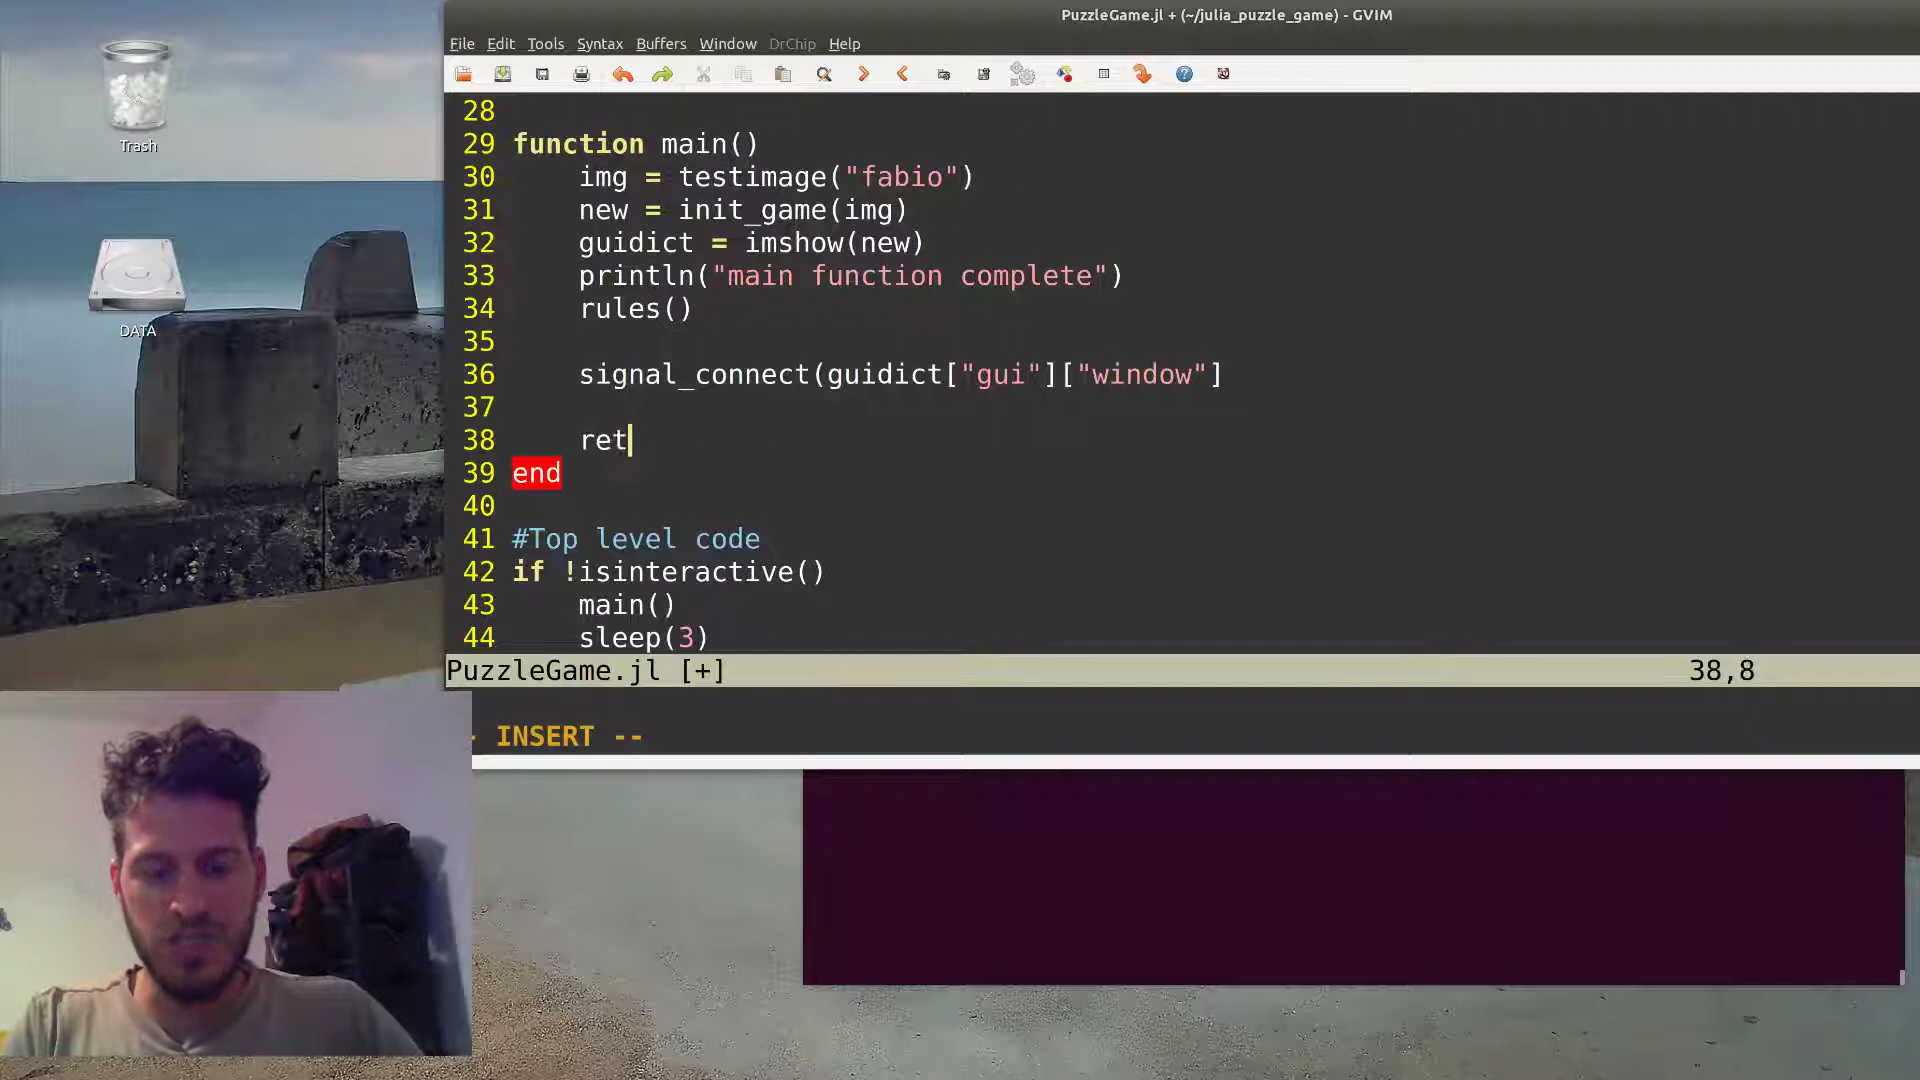 PuzzleGame.jl + (~/julia_puzzle_game) - GVIM
File Edit Tools Syntax Buffers Window DrChip Help
Trash
DATA
28
29 function main()
30 img = testimage("fabio")
31 new = init_game(img)
32 guidict = imshow(new)
33 println("main function complete")
34 rules()
35
36 signal_connect(guidict["gui"]["window"]
37
38 ret
39 end
40
41 #Top level code
42 if !isinteractive()
43 main()
44 sleep(3)
PuzzleGame.jl [+] 38,8
- INSERT --